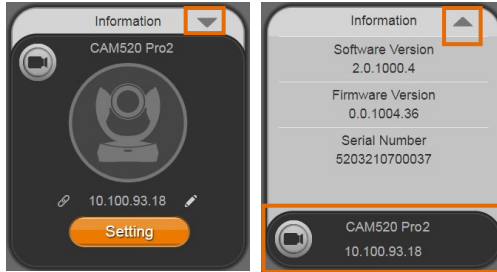 Information
CAM520 Pro2
10.100.93.18
Setting
Information
Software Version
2.0.1000.4
Firmware Version
0.0.1004.36
Serial Number
5203210700037
CAM520 Pro2
10.100.93.18